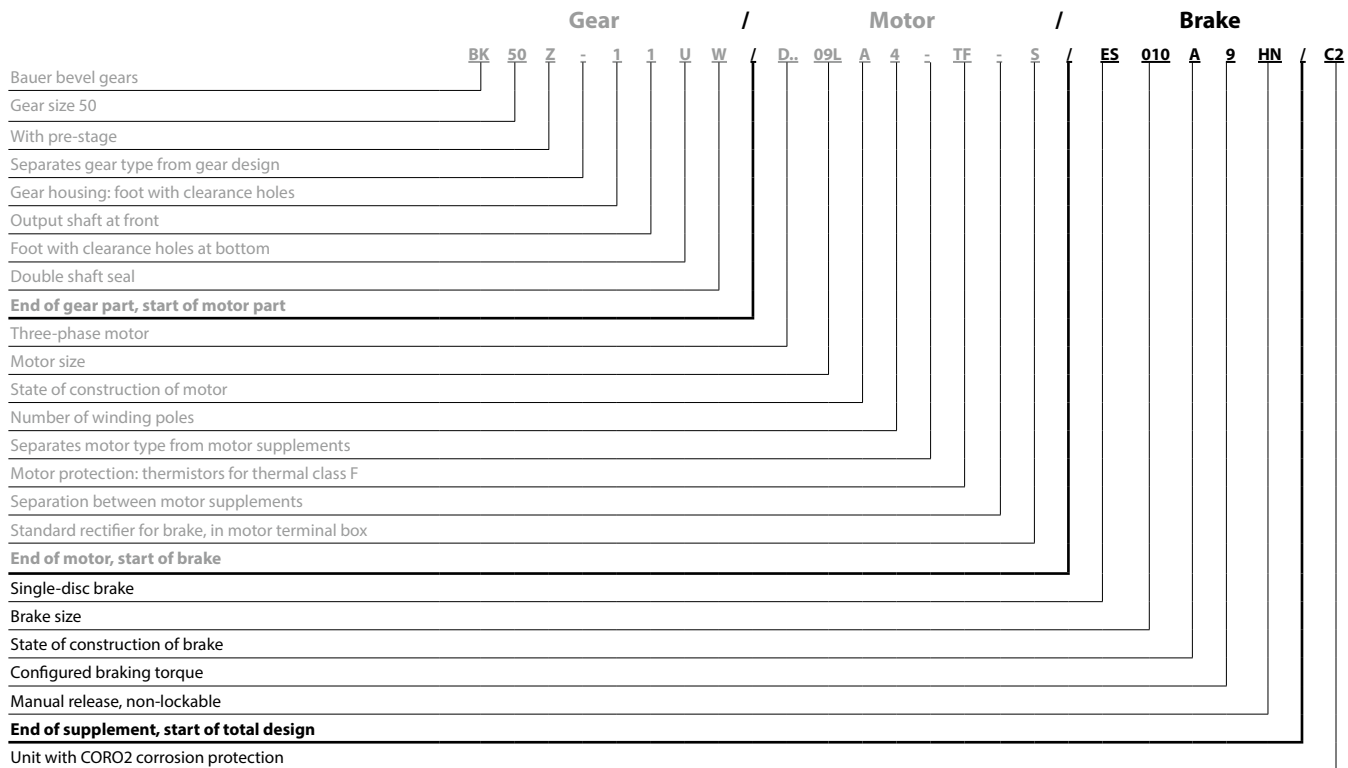 Gear / Motor / Brake
BK 50 Z - 1 1 U W / D.. 09L A 4 - TF - S / ES 010 A 9 HN / C2
Bauer bevel gears
Gear size 50
With pre-stage
Separates gear type from gear design
Gear housing: foot with clearance holes
Output shaft at front
Foot with clearance holes at bottom
Double shaft seal
End of gear part, start of motor part
Three-phase motor
Motor size
State of construction of motor
Number of winding poles
Separates motor type from motor supplements
Motor protection: thermistors for thermal class F
Separation between motor supplements
Standard rectifier for brake, in motor terminal box
End of motor, start of brake
Single-disc brake
Brake size
State of construction of brake
Configured braking torque
Manual release, non-lockable
End of supplement, start of total design
Unit with CORO2 corrosion protection